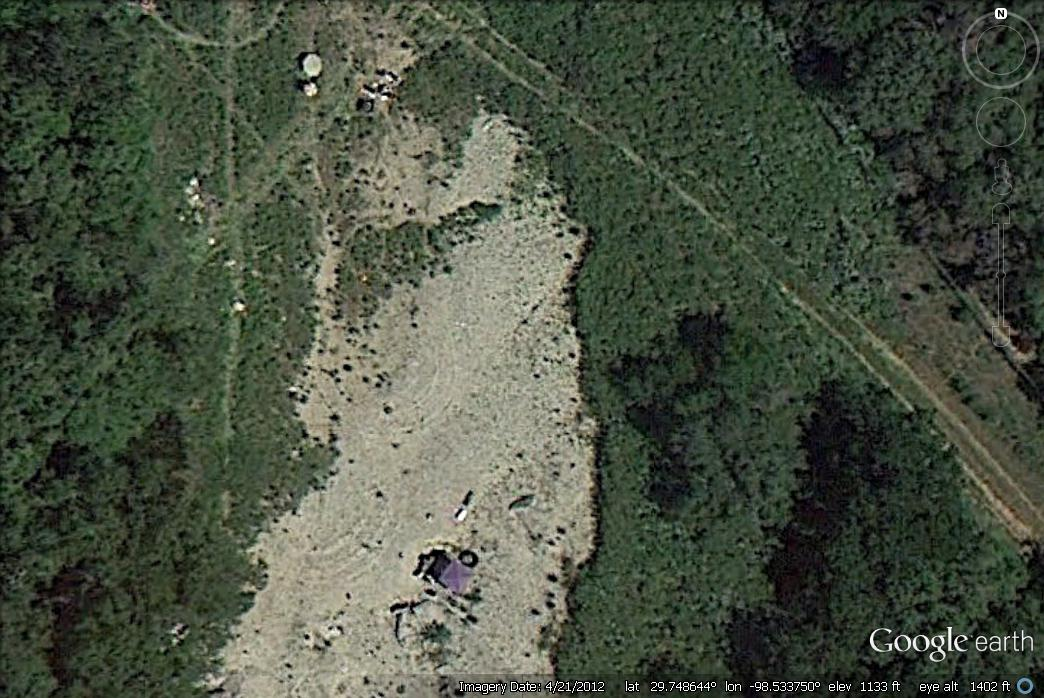 N
Google earth
Imagery Date: 4/21/2012 lat 29.748644° lon -98.533750° elev 1133 ft eye alt 1402 ft